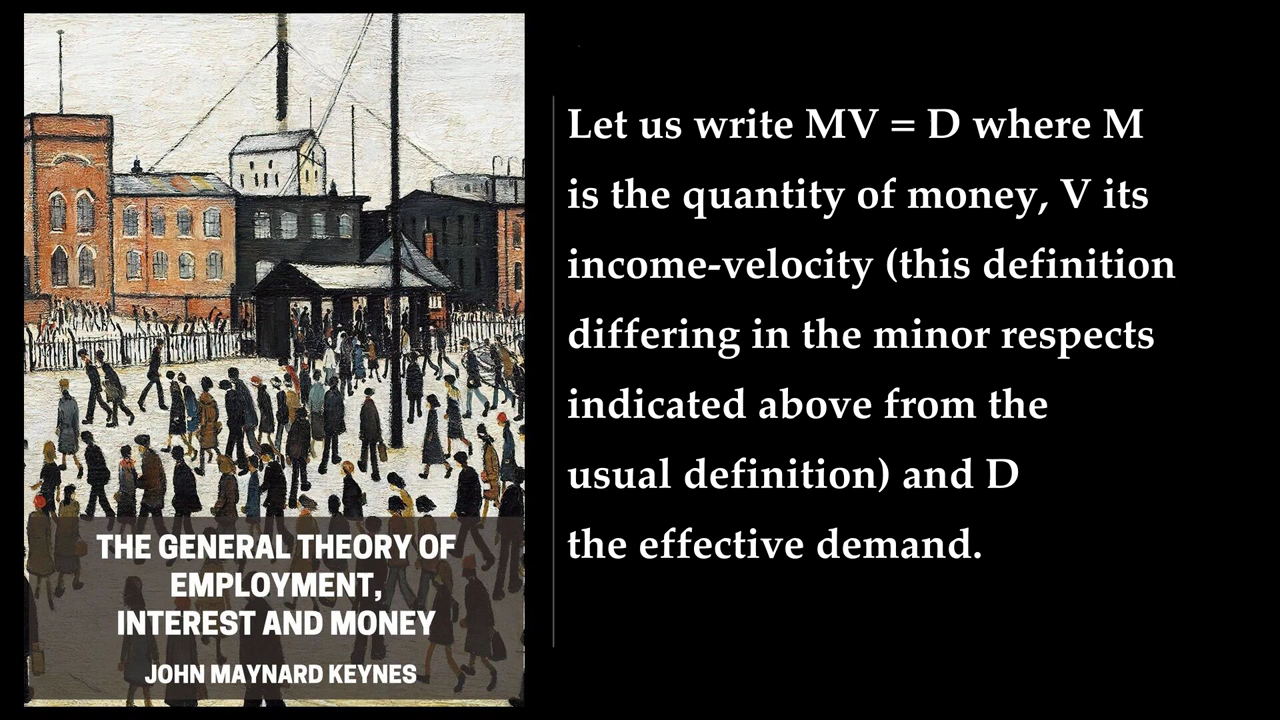 THE GENERAL THEORY OF
EMPLOYMENT,
INTEREST AND MONEY
JOHN MAYNARD KEYNES
Let us write MV = D where M
is the quantity of money, V its
income-velocity (this definition
differing in the minor respects
indicated above from the
usual definition) and D
the effective demand.